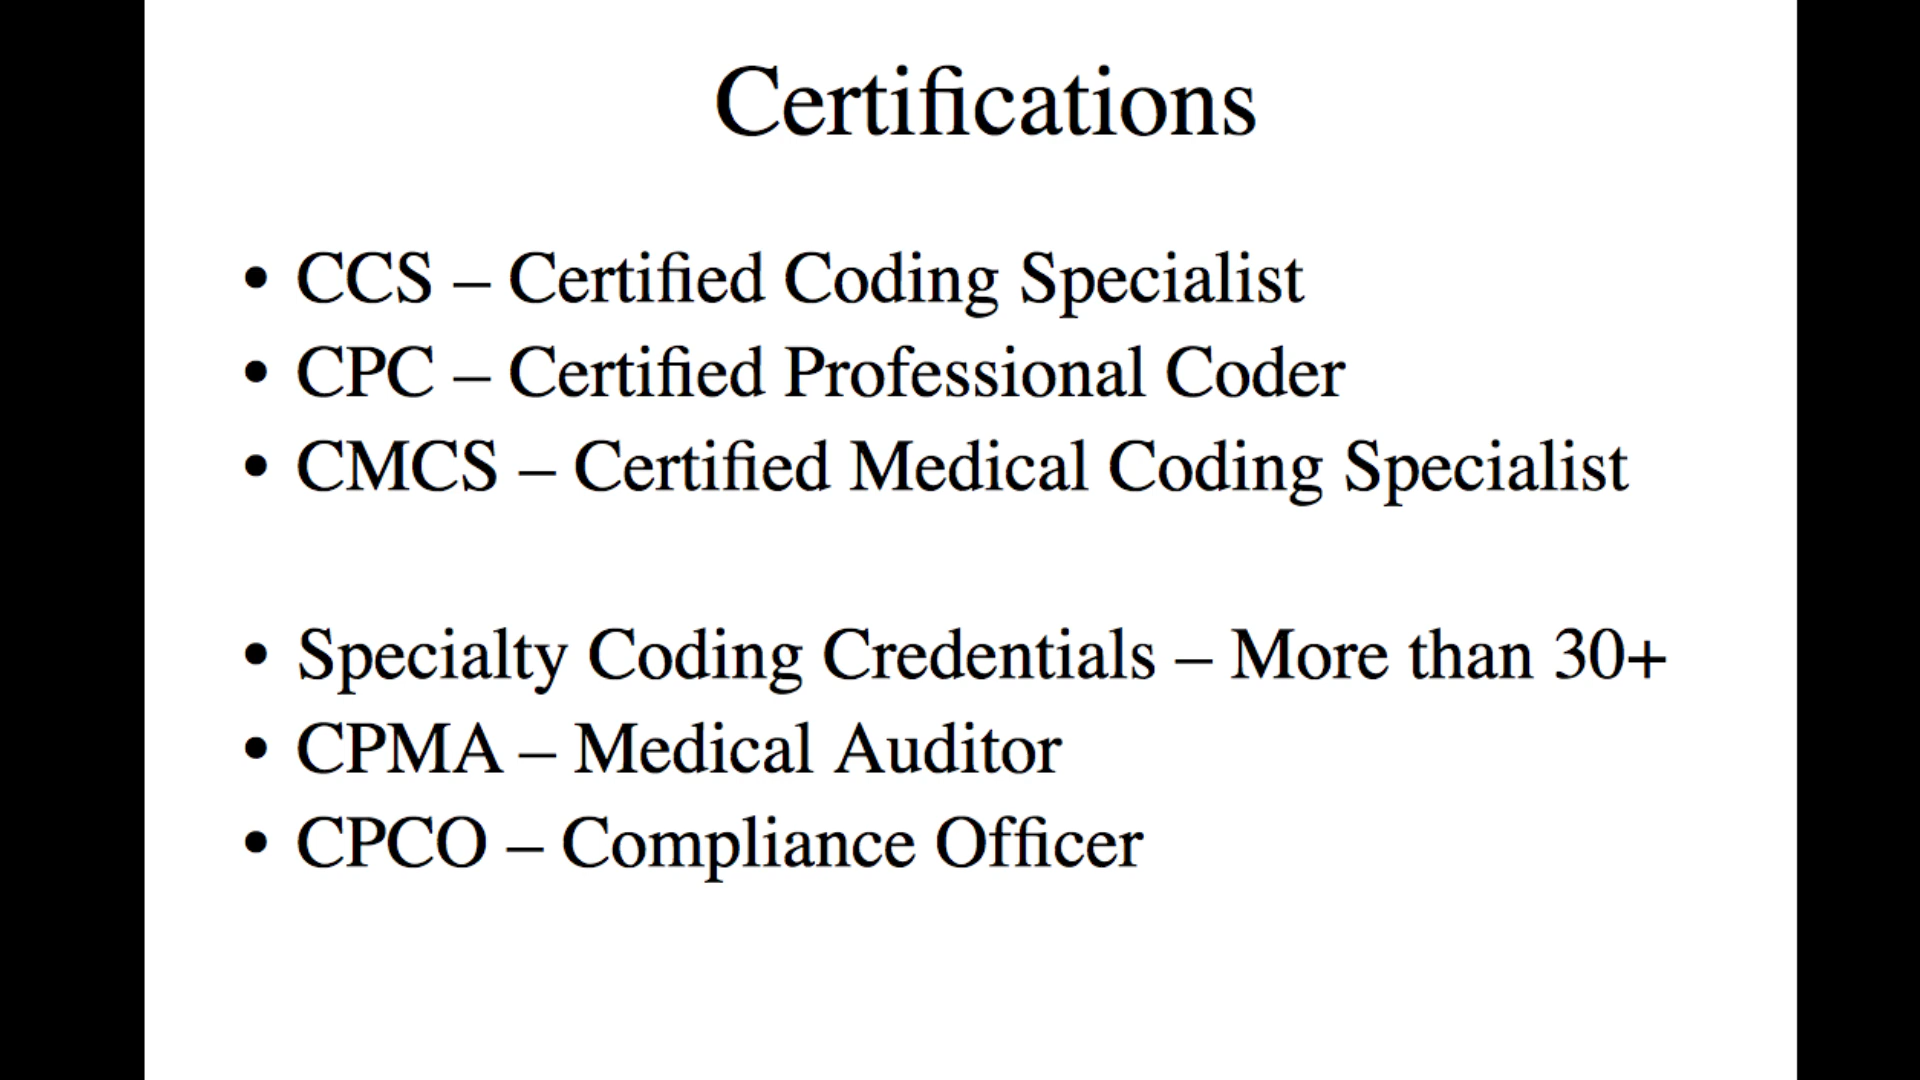 Certifications
• CCS – Certified Coding Specialist
• CPC – Certified Professional Coder
• CMCS – Certified Medical Coding Specialist
• Specialty Coding Credentials – More than 30+
• CPMA – Medical Auditor
• CPCO – Compliance Officer